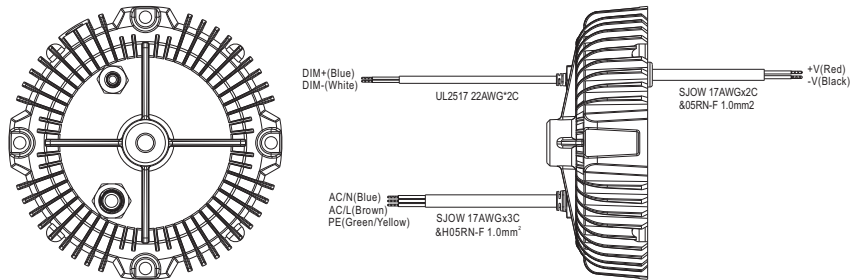 DIM+(Blue)
DIM-(White)
UL2517 22AWG*2C
+V(Red)
-V(Black)
SJOW 17AWGx2C
&05RN-F 1.0mm2
AC/N(Blue)
AC/L(Brown)
PE(Green/Yellow)
SJOW 17AWGx3C
&H05RN-F 1.0mm²